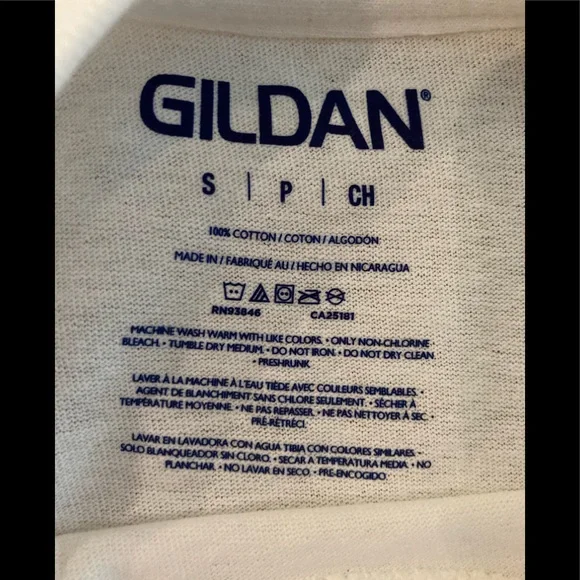 GILDAN®
S | P | CH
100% COTTON / COTON / ALGODÓN
MADE IN / FABRIQUÉ AU / HECHO EN NICARAGUA
RN93846 CA25181
MACHINE WASH WARM WITH LIKE COLORS. • ONLY NON-CHLORINE
BLEACH. • TUMBLE DRY MEDIUM. • DO NOT IRON. • DO NOT DRY CLEAN.
• PRESHRUNK
LAVER À LA MACHINE À L'EAU TIÈDE AVEC COULEURS SEMBLABLES. •
AGENT DE BLANCHIMENT SANS CHLORE SEULEMENT. • SÉCHER À
TEMPÉRATURE MOYENNE. • NE PAS REPASSER. • NE PAS NETTOYER À SEC. •
PRÉ-RÉTRÉCI.
LAVAR EN LAVADORA CON AGUA TIBIA CON COLORES SIMILARES. •
SOLO BLANQUEADOR SIN CLORO. • SECAR A TEMPERATURA MEDIA. • NO
PLANCHAR. • NO LAVAR EN SECO. • PRE-ENCOGIDO.